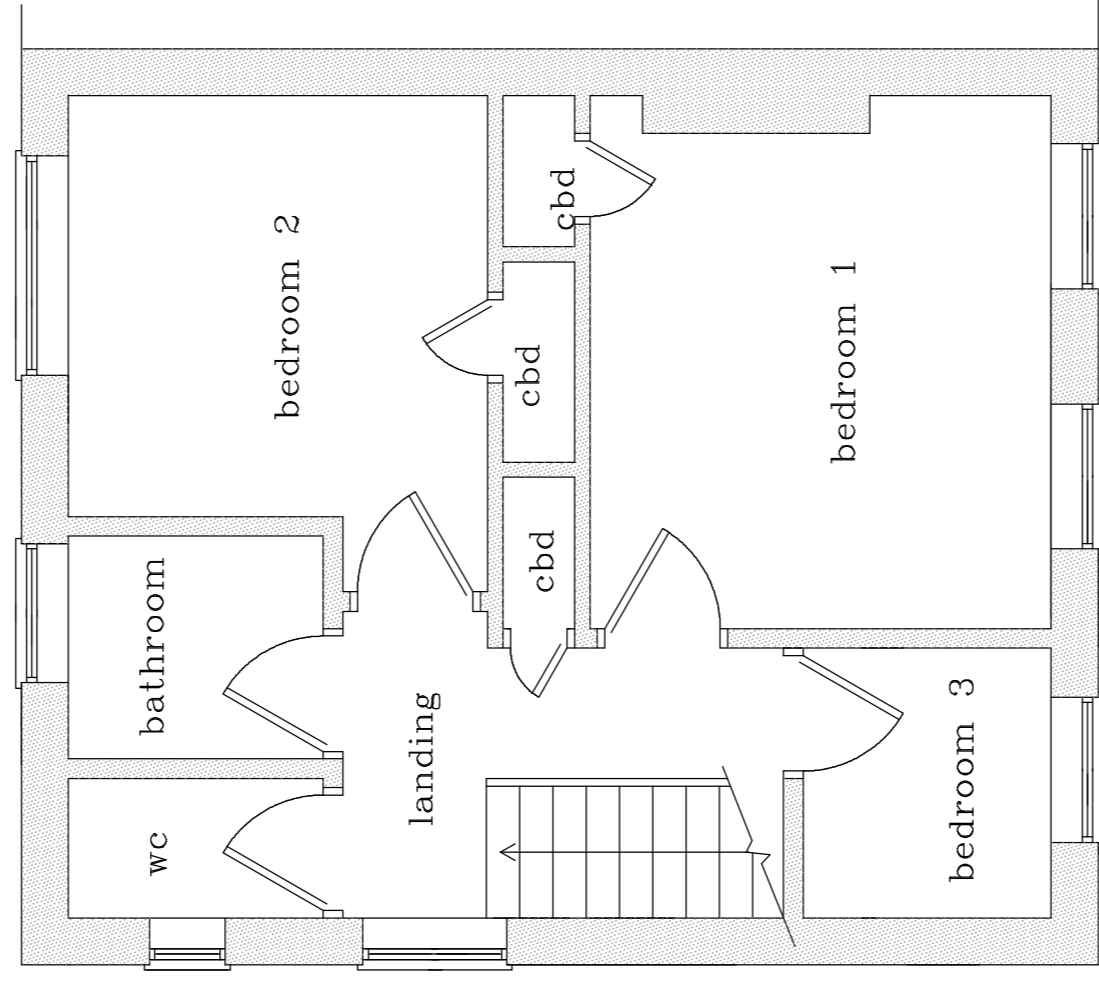 bedroom 2
cbd
cbd
bedroom 1
cbd
bathroom
landing
wc
bedroom 3